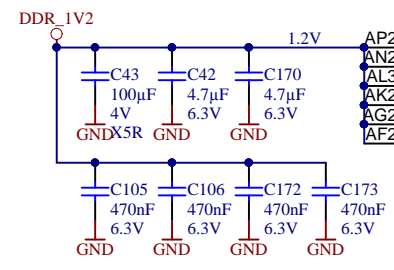 DDR_1V2
1.2V
AP2
AN2
AL3
AK2
AG2
AF2
C43
100µF
4V
X5R
GND
C42
4.7µF
6.3V
GND
C170
4.7µF
6.3V
GND
C105
470nF
6.3V
GND
C106
470nF
6.3V
GND
C172
470nF
6.3V
GND
C173
470nF
6.3V
GND